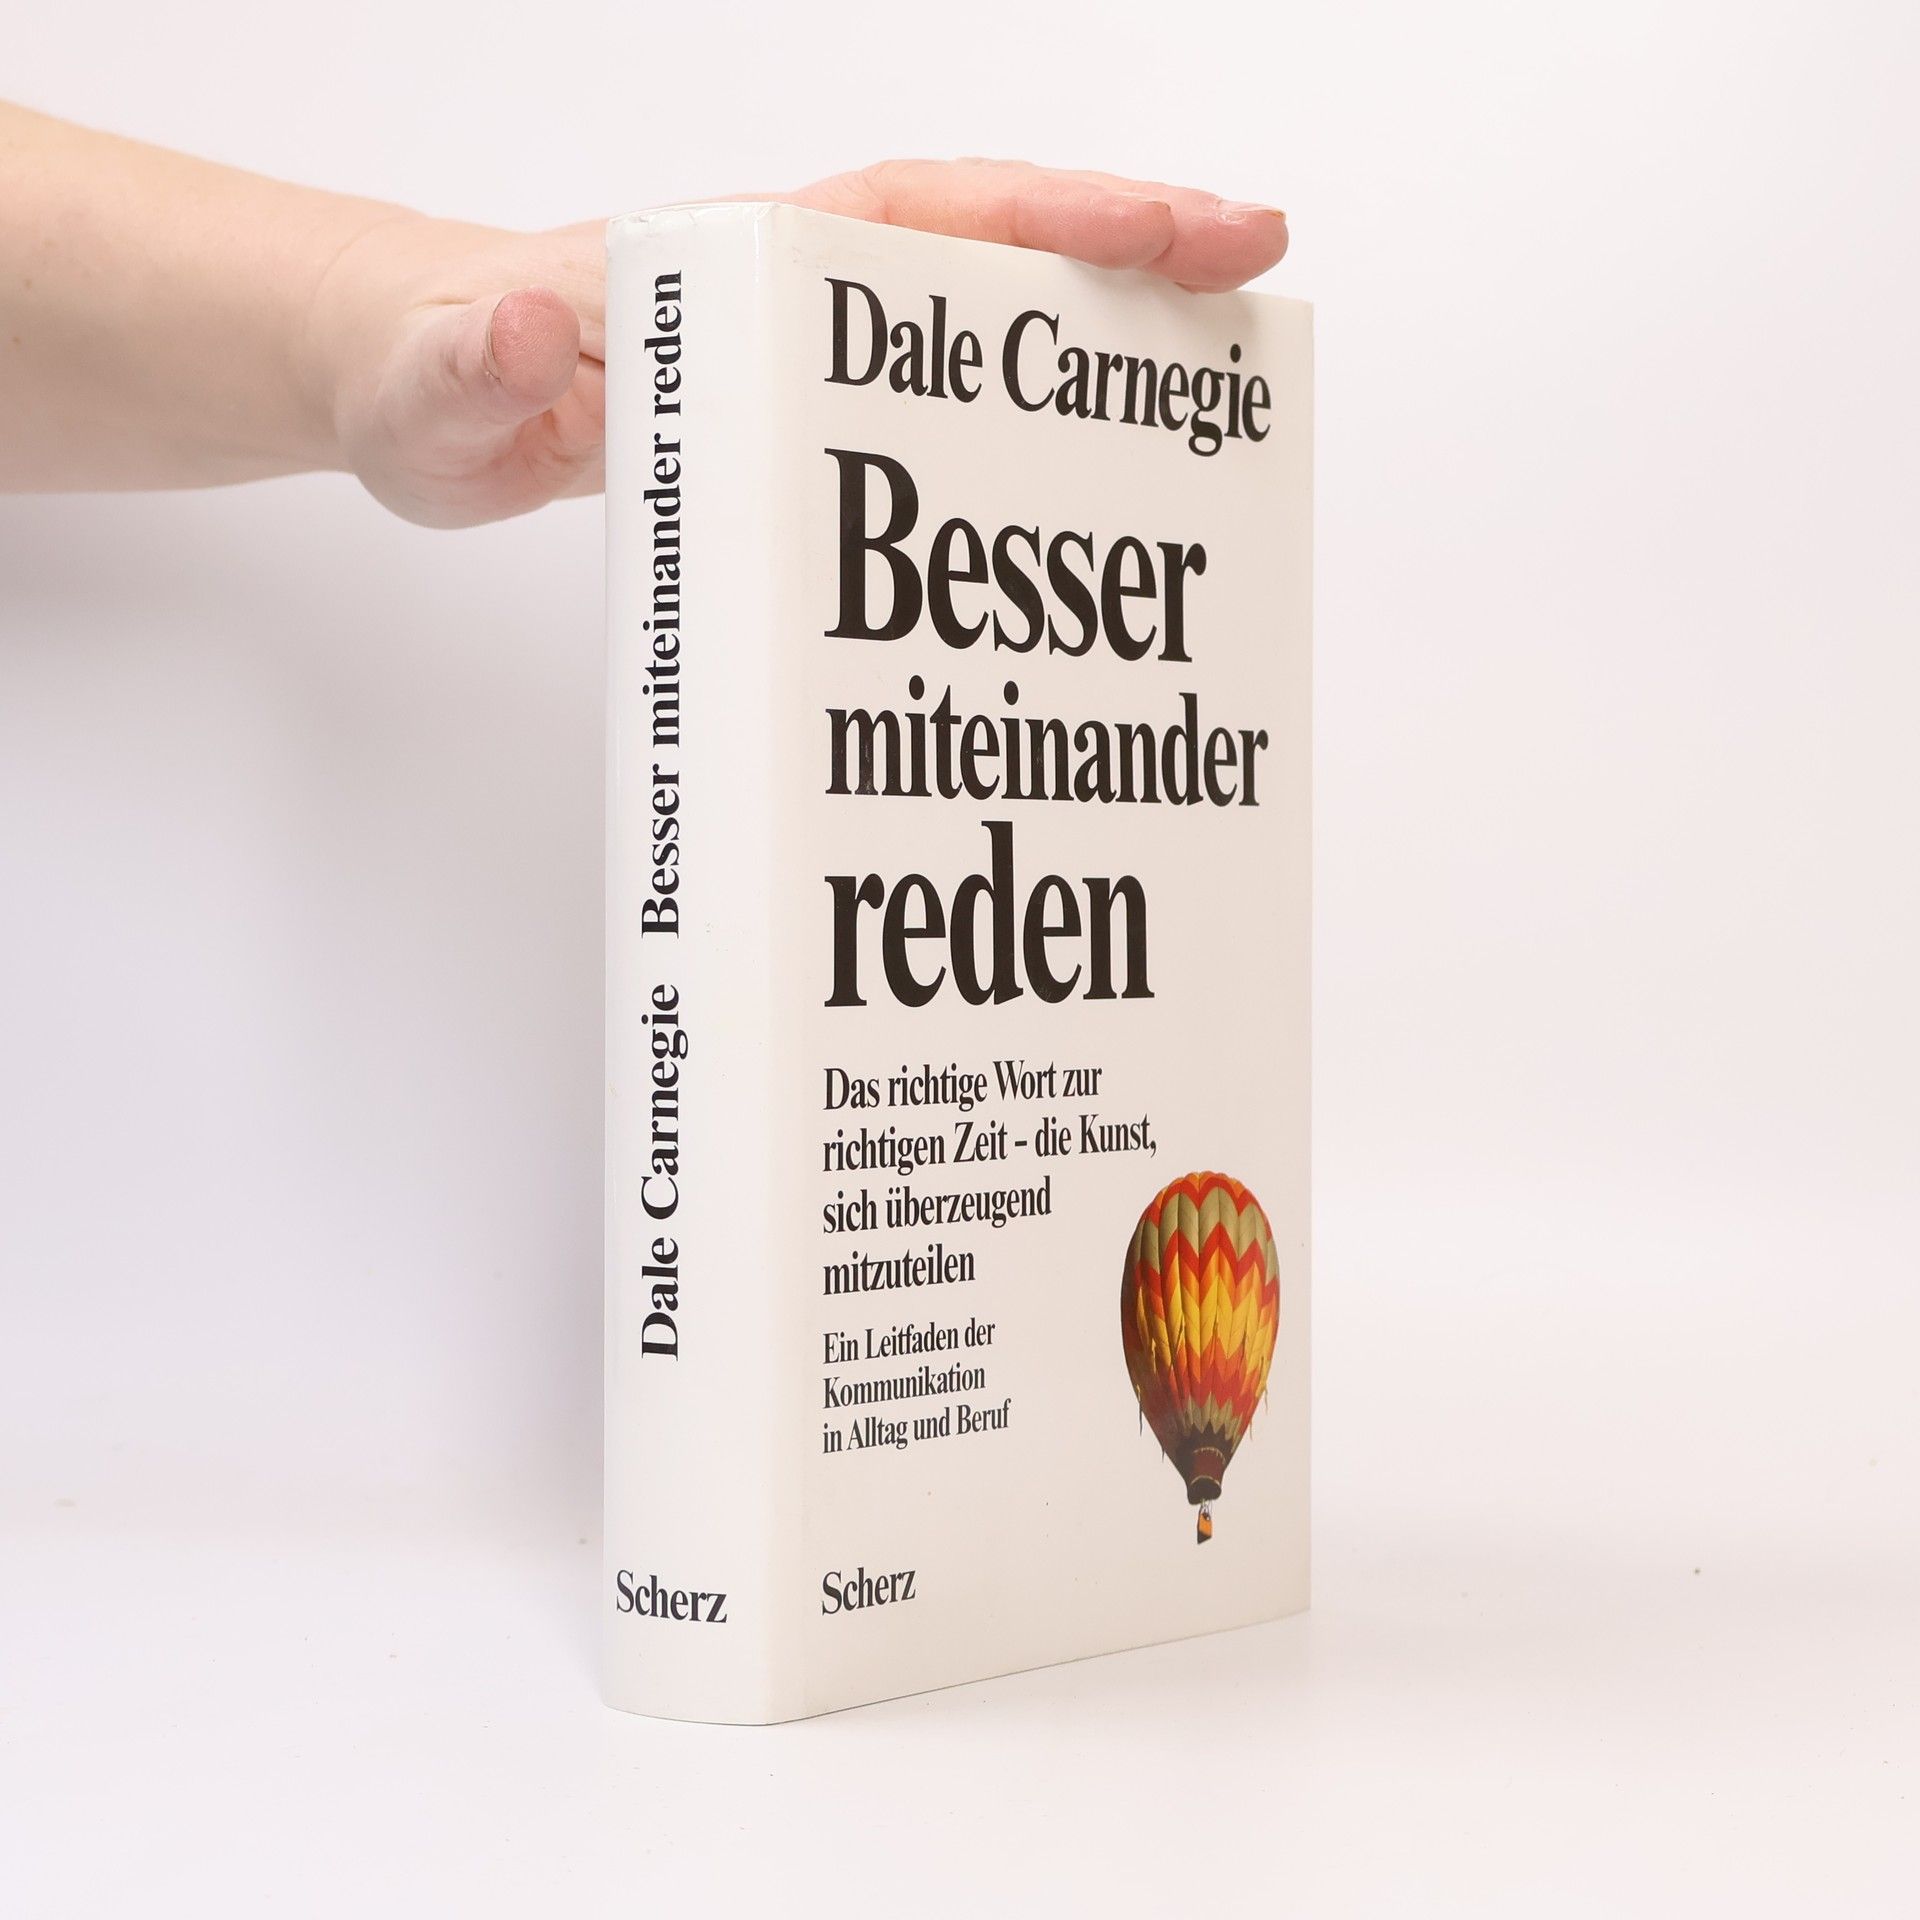 Dale Carnegie Besser miteinander reden
Scherz
Dale Carnegie
Besser
miteinander
reden
Das richtige Wort zur
richtigen Zeit – die Kunst,
sich überzeugend
mitzuteilen
Ein Leitfaden der
Kommunikation
in Alltag und Beruf
Scherz